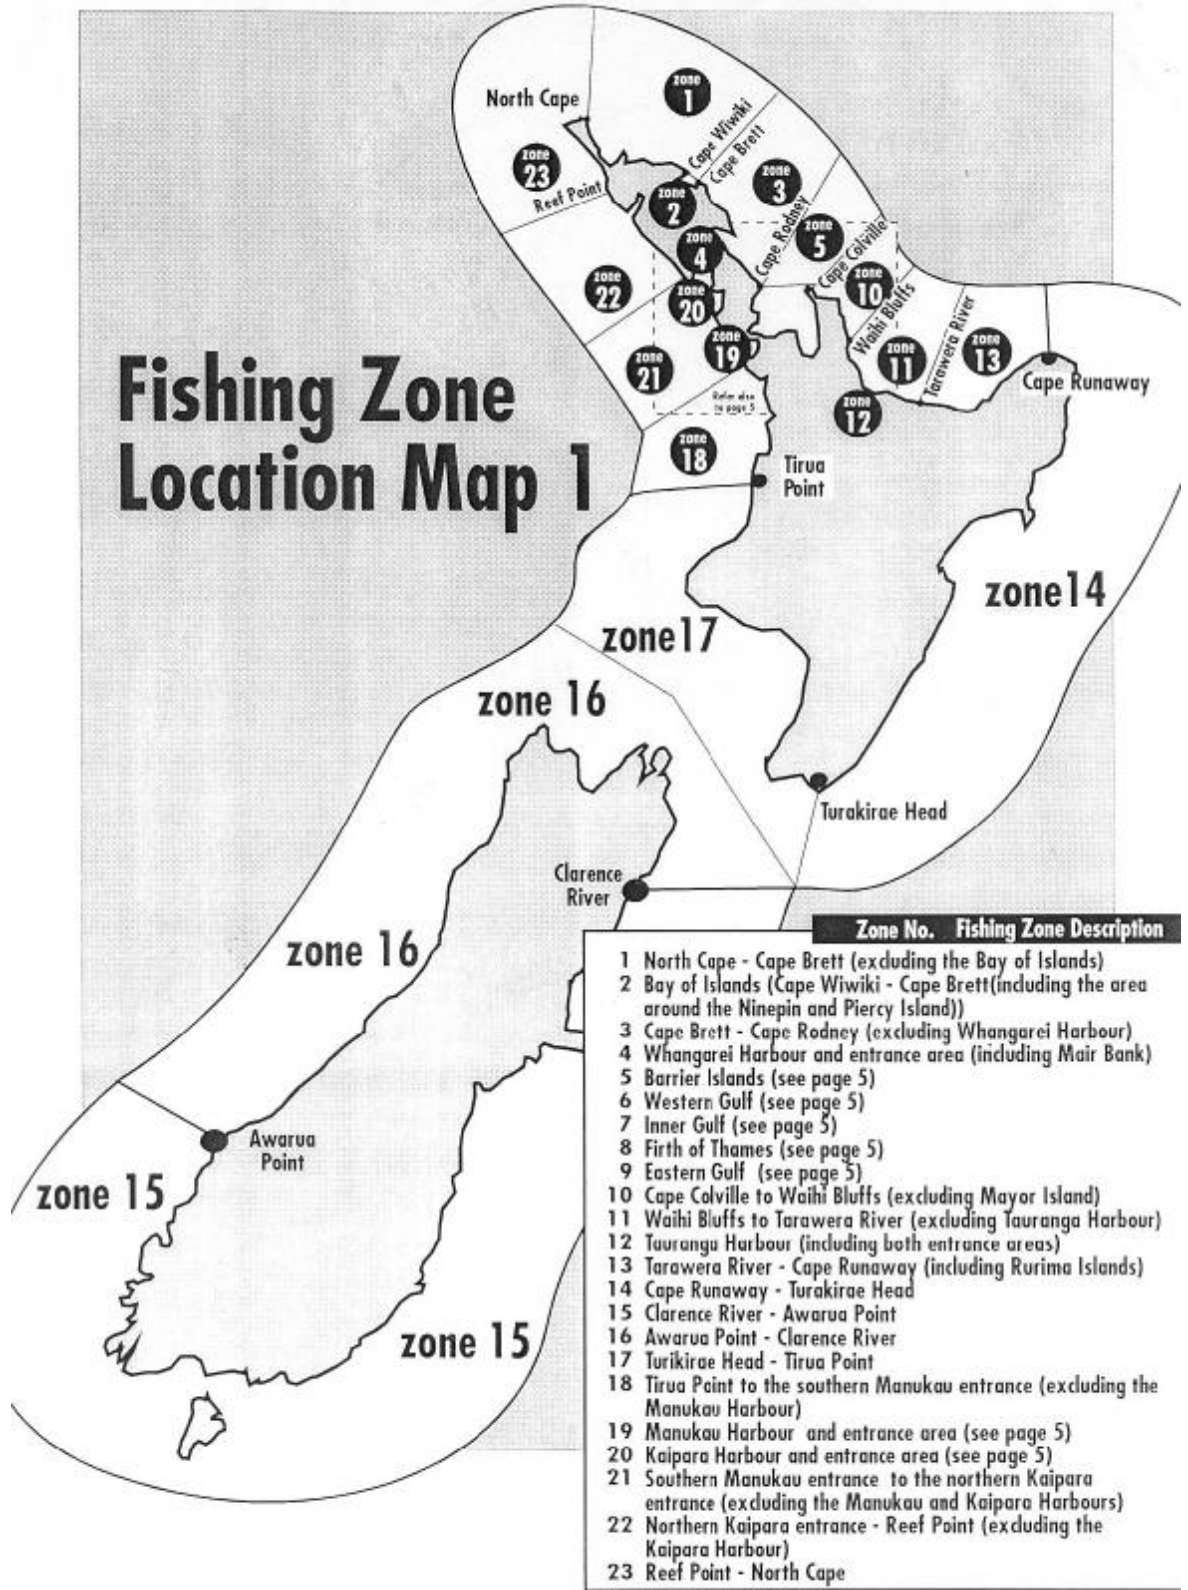 North Cape
zone
1
Cape Wiwiki
Cape Brett
zone
23
Reef Point
zone
2
zone
3
Cape Rodney
zone
4
zone
5
Cape Colville
zone
22
zone
20
zone
10
Waihi Bluffs
Tarawera River
zone
21
zone
19
zone
11
zone
13
Cape Runaway
Refer also
to page 5
zone
12
Fishing Zone
Location Map 1
zone
18
Tirua
Point
zone14
zone17
zone 16
Turakirae Head
Clarence
River
zone 16
Awarua
Point
zone 15
zone 15
Zone No. Fishing Zone Description
1 North Cape - Cape Brett (excluding the Bay of Islands)
2 Bay of Islands (Cape Wiwiki - Cape Brett(including the area
around the Ninepin and Piercy Island))
3 Cape Brett - Cape Rodney (excluding Whangarei Harbour)
4 Whangarei Harbour and entrance area (including Mair Bank)
5 Barrier Islands (see page 5)
6 Western Gulf (see page 5)
7 Inner Gulf (see page 5)
8 Firth of Thames (see page 5)
9 Eastern Gulf (see page 5)
10 Cape Colville to Waihi Bluffs (excluding Mayor Island)
11 Waihi Bluffs to Tarawera River (excluding Tauranga Harbour)
12 Tauranga Harbour (including both entrance areas)
13 Tarawera River - Cape Runaway (including Rurima Islands)
14 Cape Runaway - Turakirae Head
15 Clarence River - Awarua Point
16 Awarua Point - Clarence River
17 Turikirae Head - Tirua Point
18 Tirua Point to the southern Manukau entrance (excluding the
Manukau Harbour)
19 Manukau Harbour and entrance area (see page 5)
20 Kaipara Harbour and entrance area (see page 5)
21 Southern Manukau entrance to the northern Kaipara
entrance (excluding the Manukau and Kaipara Harbours)
22 Northern Kaipara entrance - Reef Point (excluding the
Kaipara Harbour)
23 Reef Point - North Cape